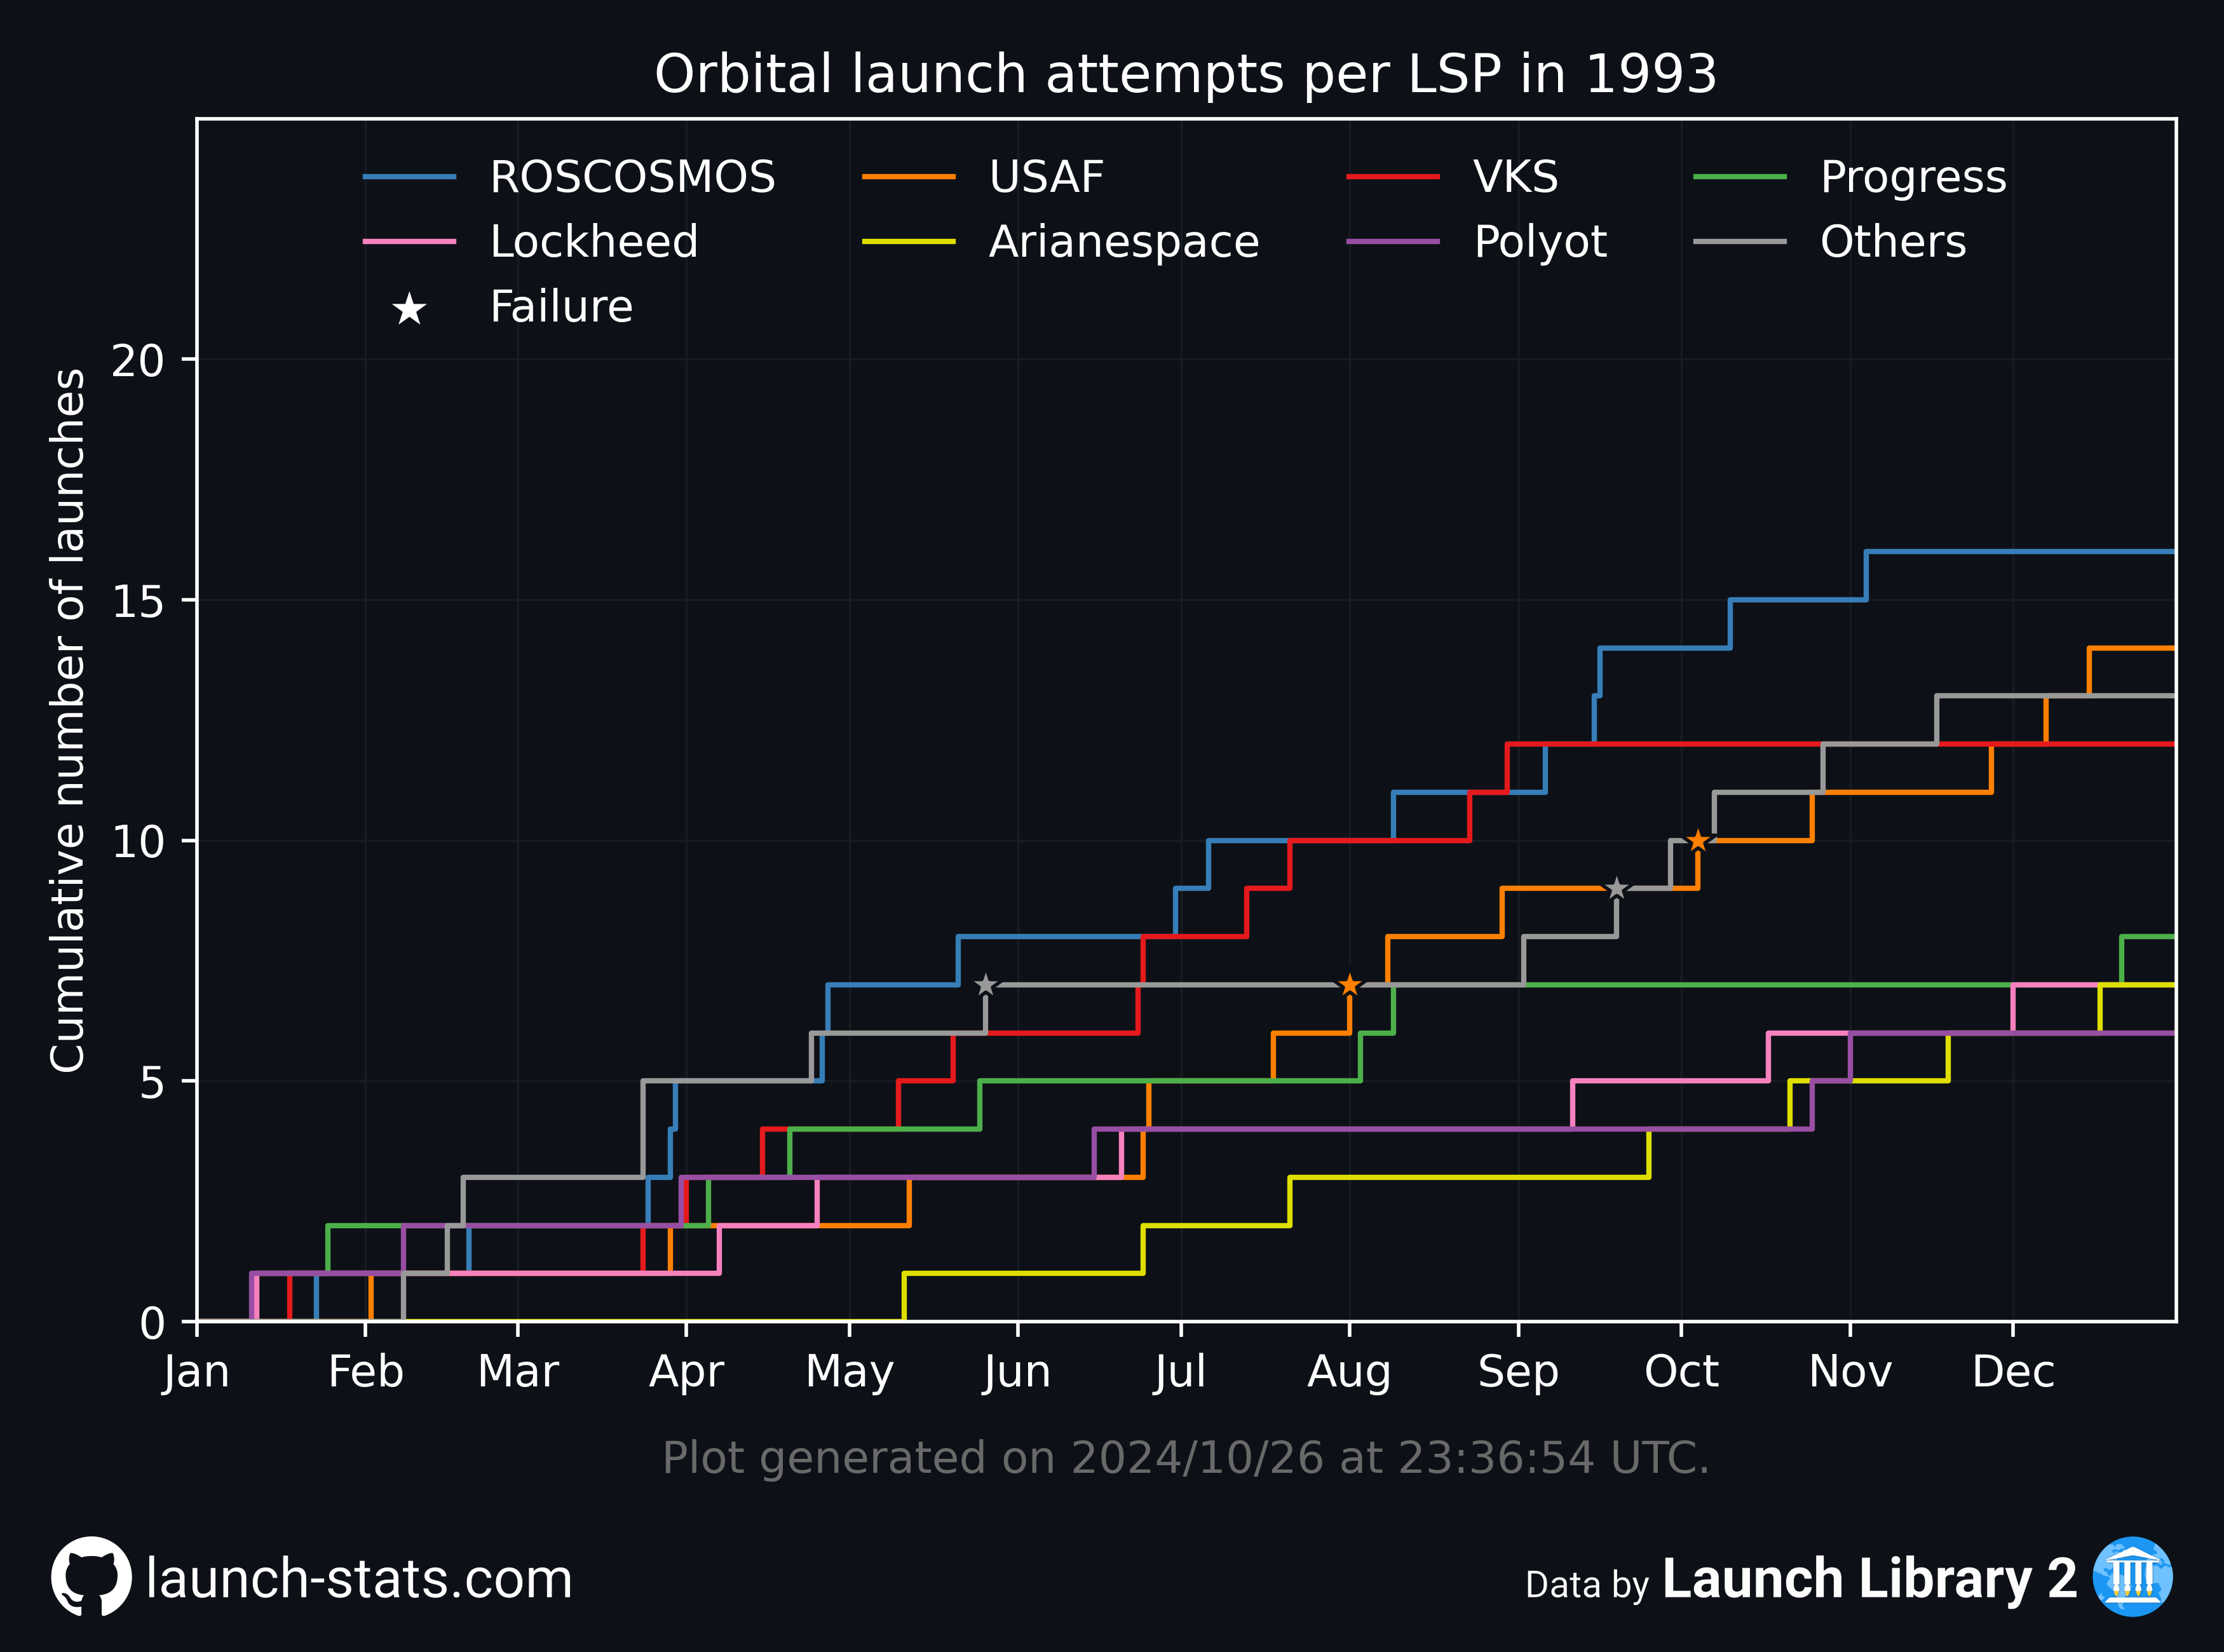 Orbital launch attempts per LSP in 1993
ROSCOSMOS USAF VKS Progress
Lockheed Arianespace Polyot Others
Failure
Cumulative number of launches
20
15
10
5
0
Jan Feb Mar Apr May Jun Jul Aug Sep Oct Nov Dec
Plot generated on 2024/10/26 at 23:36:54 UTC.
launch-stats.com
Data by Launch Library 2